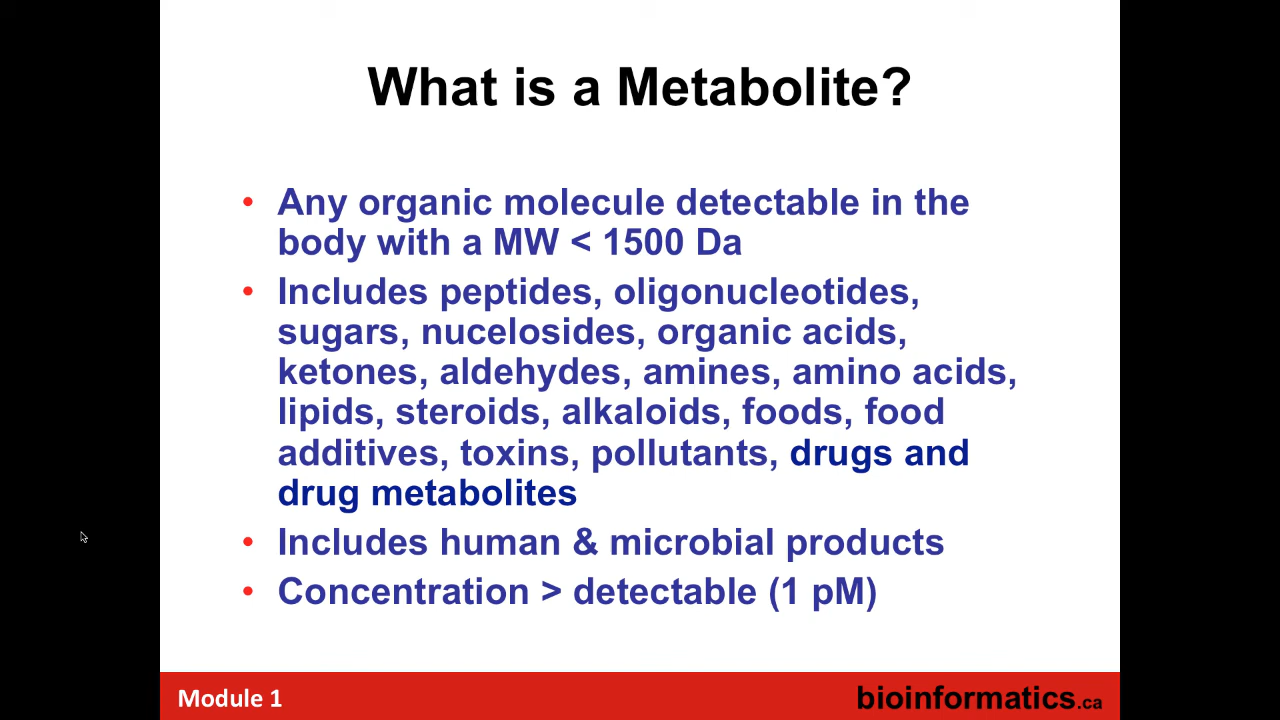 What is a Metabolite?
• Any organic molecule detectable in the
body with a MW < 1500 Da
• Includes peptides, oligonucleotides,
sugars, nucelosides, organic acids,
ketones, aldehydes, amines, amino acids,
lipids, steroids, alkaloids, foods, food
additives, toxins, pollutants, drugs and
drug metabolites
• Includes human & microbial products
• Concentration > detectable (1 pM)
Module 1
bioinformatics.ca